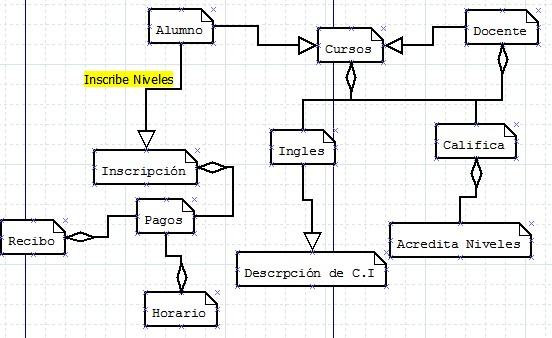 Alumno
Cursos
Docente
Inscribe Niveles
Inscripción
Ingles
Califica
Recibo
Pagos
Acredita Niveles
Descrpción de C.I
Horario